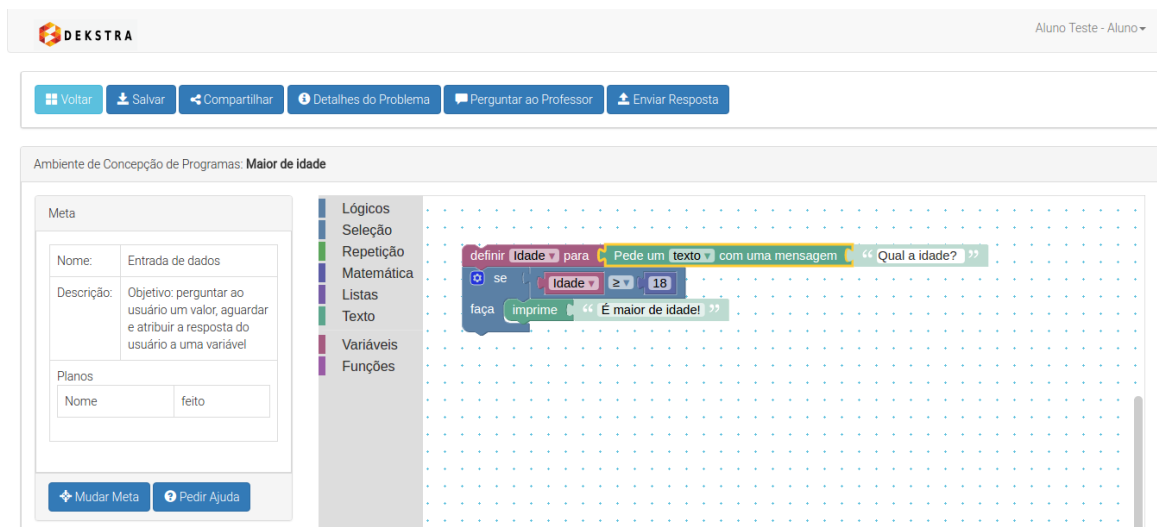 DEKSTRA
Aluno Teste - Aluno
Voltar
Salvar
Compartilhar
Detalhes do Problema
Perguntar ao Professor
Enviar Resposta
Ambiente de Concepção de Programas: Maior de idade
Meta
Nome: Entrada de dados
Descrição: Objetivo: perguntar ao
usuário um valor, aguardar
e atribuir a resposta do
usuário a uma variável
Planos
Nome feito
Mudar Meta
Pedir Ajuda
Lógicos
Seleção
Repetição
Matemática
Listas
Texto
Variáveis
Funções
definir Idade para Pede um texto com uma mensagem “ Qual a idade? ”
se Idade ≥ 18
faça imprime “ É maior de idade! ”